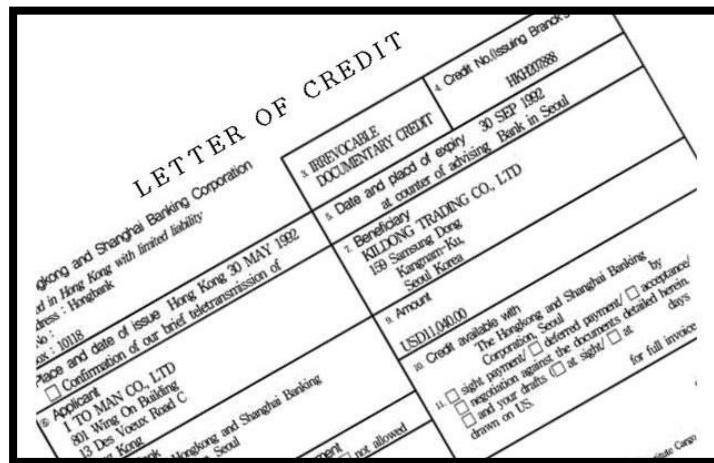 LETTER OF CREDIT
gkong and Shanghai Banking Corporation
in Hong Kong with limited liability
: Hongbank
No :
: 10118
Place and date of issue Hong Kong 30 MAY 1992
□ Confirmation of our brief teletransmission of
⑥ Applicant
I TO MAN CO., LTD
801 Wing On Building
13 Des Voeux Road C
Kong
Hongkong and Shanghai Banking
Seoul
not allowed
3. IRREVOCABLE
DOCUMENTARY CREDIT
4. Credit No.(Issuing Branch
HKH207888
5. Date and placd of expiry 30 SEP 1992
at counter of advising Bank in Seoul
7. Beneficiary
KILDONG TRADING CO., LTD
159 Samsung Dong
Kangnam-Ku,
Seoul Korea
9. Amount
USD11,040.00
10. Credit available with
The Hongkong and Shanghai Banking
Corporation, Seoul by
11. □ sight payment/ □ deferred payment/ □ acceptance/
□ negotiation against the documents detailed herein.
□ and your drafts (□ at sight/ □ at days
drawn on US.
for full invoice
Cargo